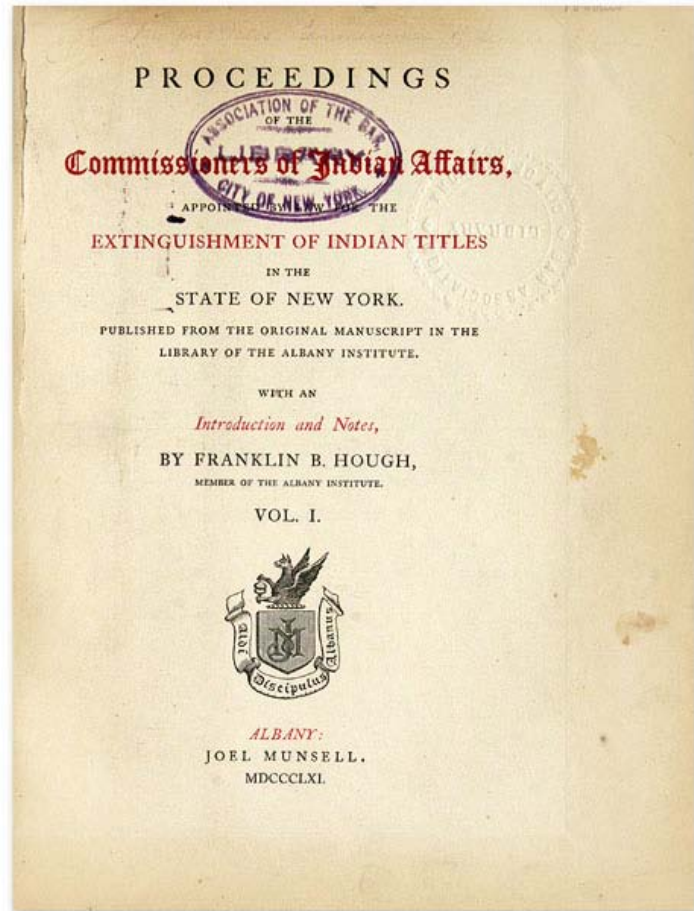 PROCEEDINGS
OF THE
Commissioners of Indian Affairs,
APPOINTED BY LAW FOR THE
EXTINGUISHMENT OF INDIAN TITLES
IN THE
STATE OF NEW YORK.
PUBLISHED FROM THE ORIGINAL MANUSCRIPT IN THE
LIBRARY OF THE ALBANY INSTITUTE.
WITH AN
Introduction and Notes,
BY FRANKLIN B. HOUGH,
MEMBER OF THE ALBANY INSTITUTE.
VOL. I.
Aldi Discipulus Albanus
ALBANY:
JOEL MUNSELL.
MDCCCLXI.
ASSOCIATION OF THE BAR,
LIBRARY
CITY OF NEW YORK.